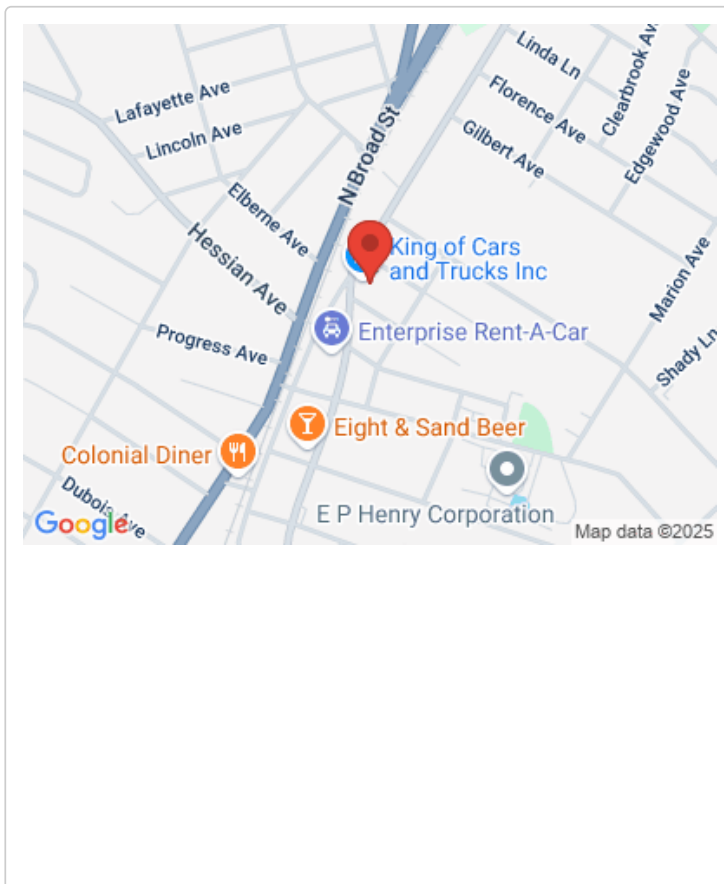 Linda Ln
Clearbrook Av
Lafayette Ave
Florence Ave
Edgewood Ave
Lincoln Ave
Gilbert Ave
N Broad St
Elberne Ave
Hessian Ave
King of Cars
and Trucks Inc
Marion Ave
Progress Ave
Enterprise Rent-A-Car
Shady Ln
Eight & Sand Beer
Colonial Diner
Dubois Ave
E P Henry Corporation
Google
Map data ©2025